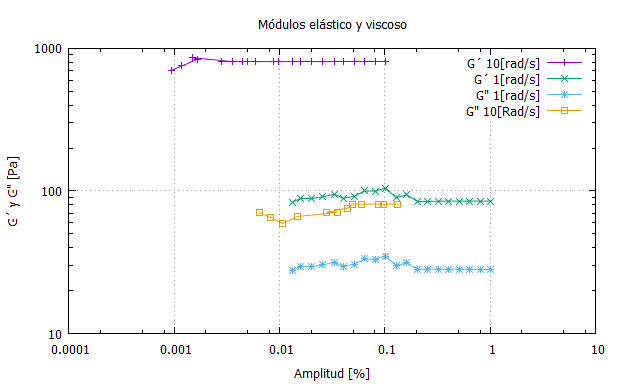 Módulos elástico y viscoso
G´ y G" [Pa]
1000
100
10
G´ 10[rad/s]
G´ 1[rad/s]
G" 1[rad/s]
G" 10[Rad/s]
0.0001 0.001 0.01 0.1 1 10
Amplitud [%]